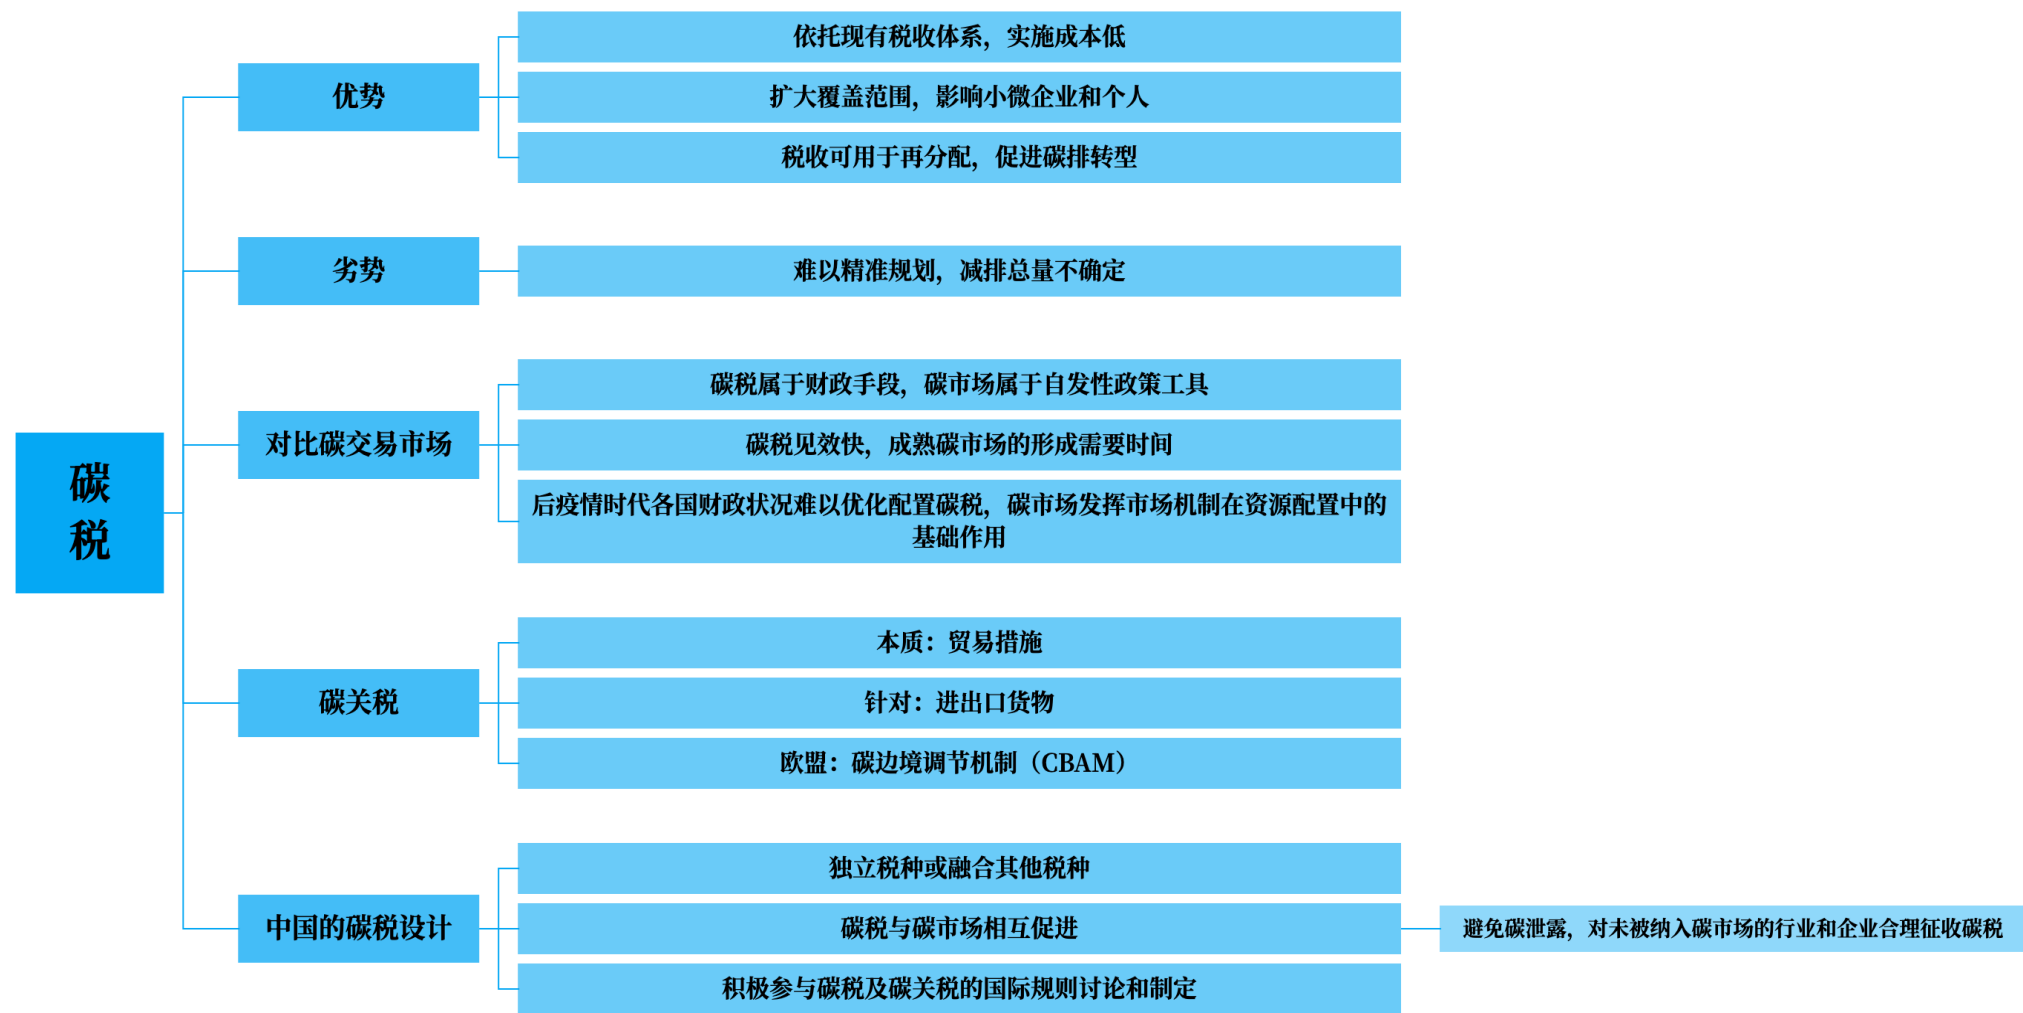 碳
税
优势
依托现有税收体系，实施成本低
扩大覆盖范围，影响小微企业和个人
税收可用于再分配，促进碳排转型
劣势
难以精准规划，减排总量不确定
对比碳交易市场
碳税属于财政手段，碳市场属于自发性政策工具
碳税见效快，成熟碳市场的形成需要时间
后疫情时代各国财政状况难以优化配置碳税，碳市场发挥市场机制在资源配置中的
基础作用
碳关税
本质：贸易措施
针对：进出口货物
欧盟：碳边境调节机制（CBAM）
中国的碳税设计
独立税种或融合其他税种
碳税与碳市场相互促进
避免碳泄露，对未被纳入碳市场的行业和企业合理征收碳税
积极参与碳税及碳关税的国际规则讨论和制定